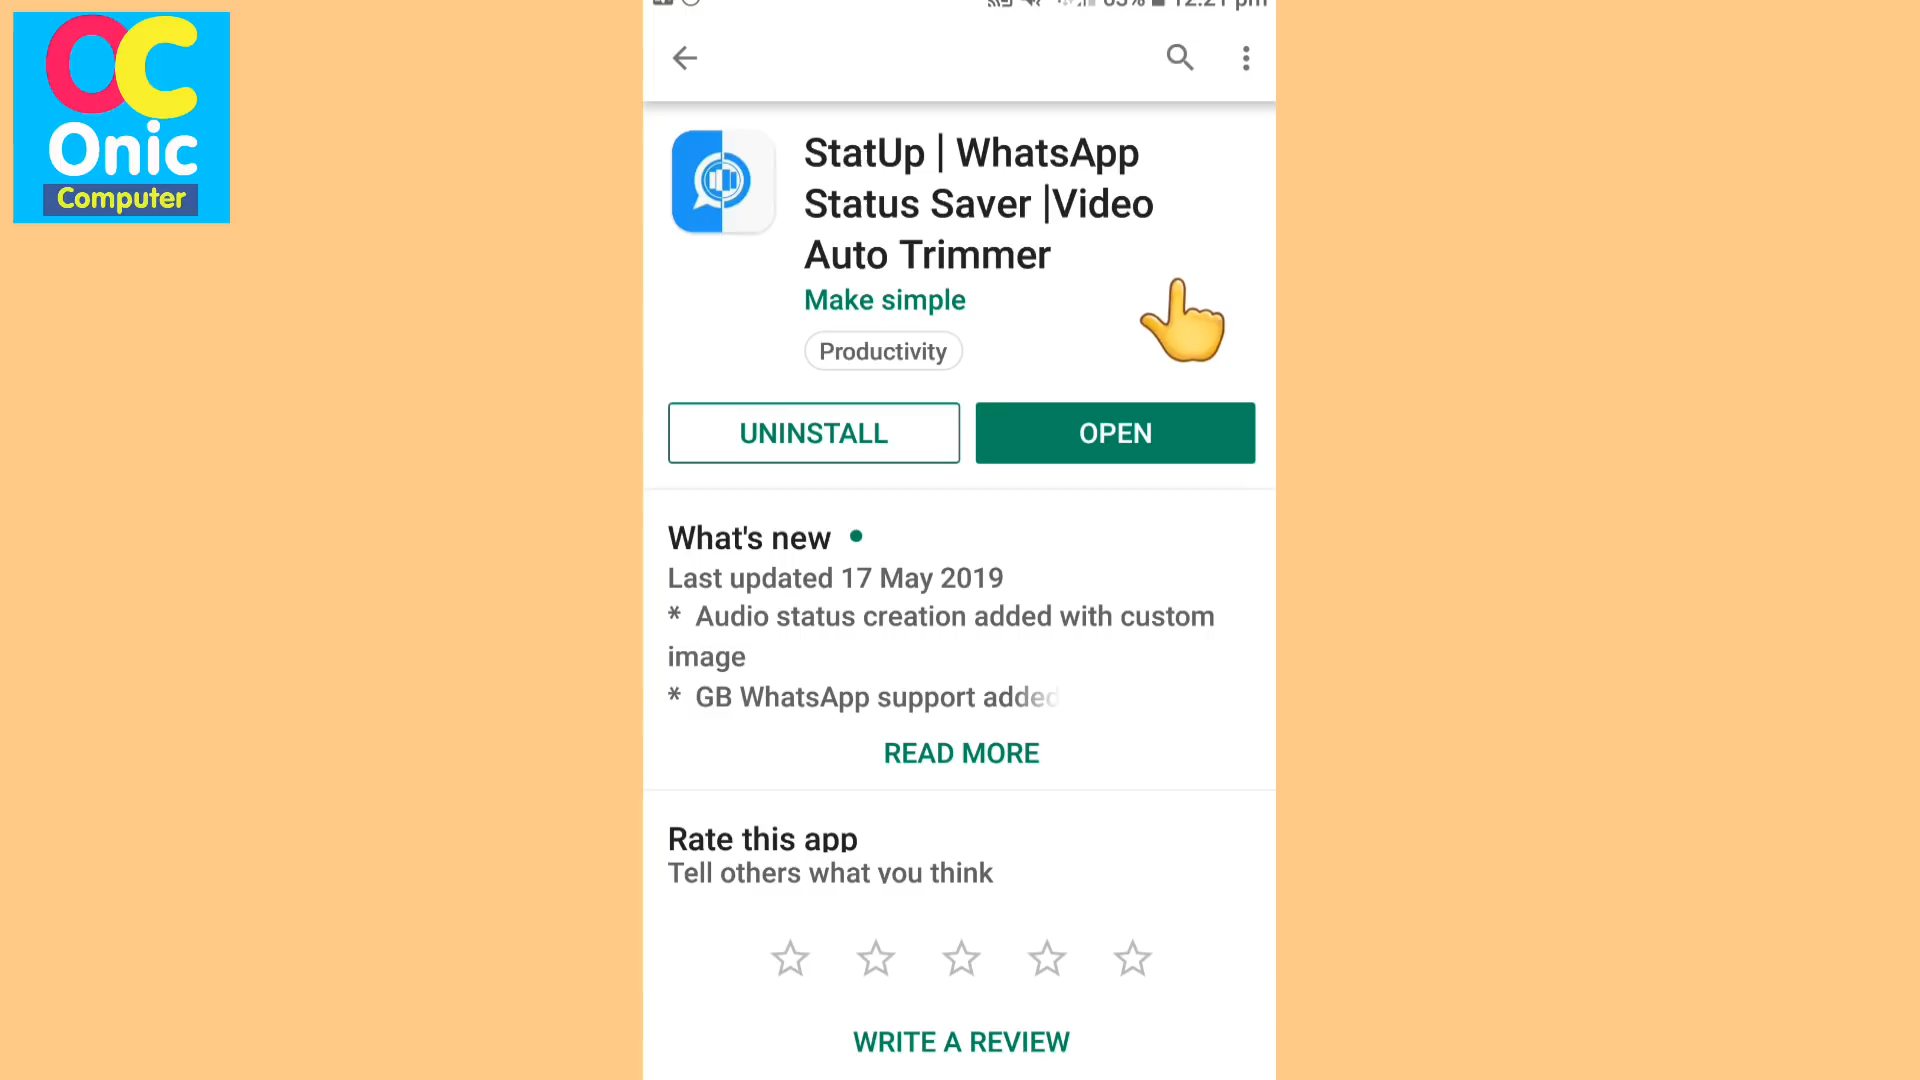 OC
Onic
Computer
StatUp | WhatsApp
Status Saver |Video
Auto Trimmer
Make simple
Productivity
UNINSTALL
OPEN
What's new
Last updated 17 May 2019
* Audio status creation added with custom
image
* GB WhatsApp support added
READ MORE
Rate this app
Tell others what you think
WRITE A REVIEW